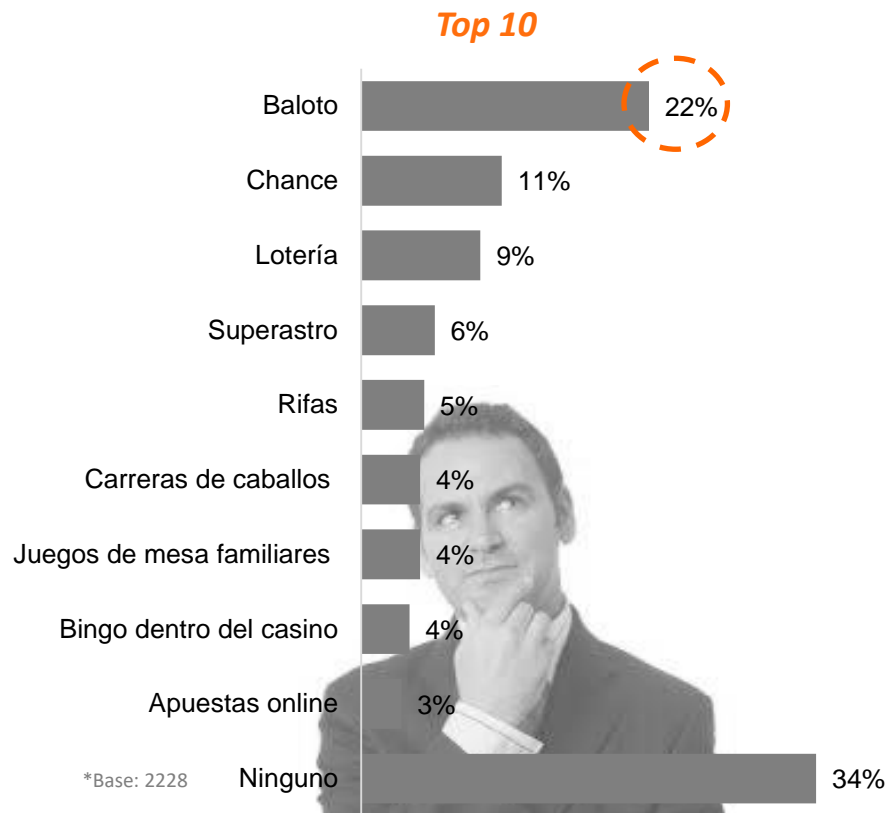 Top 10
Baloto 22%
Chance 11%
Lotería 9%
Superastro 6%
Rifas 5%
Carreras de caballos 4%
Juegos de mesa familiares 4%
Bingo dentro del casino 4%
Apuestas online 3%
*Base: 2228 Ninguno 34%